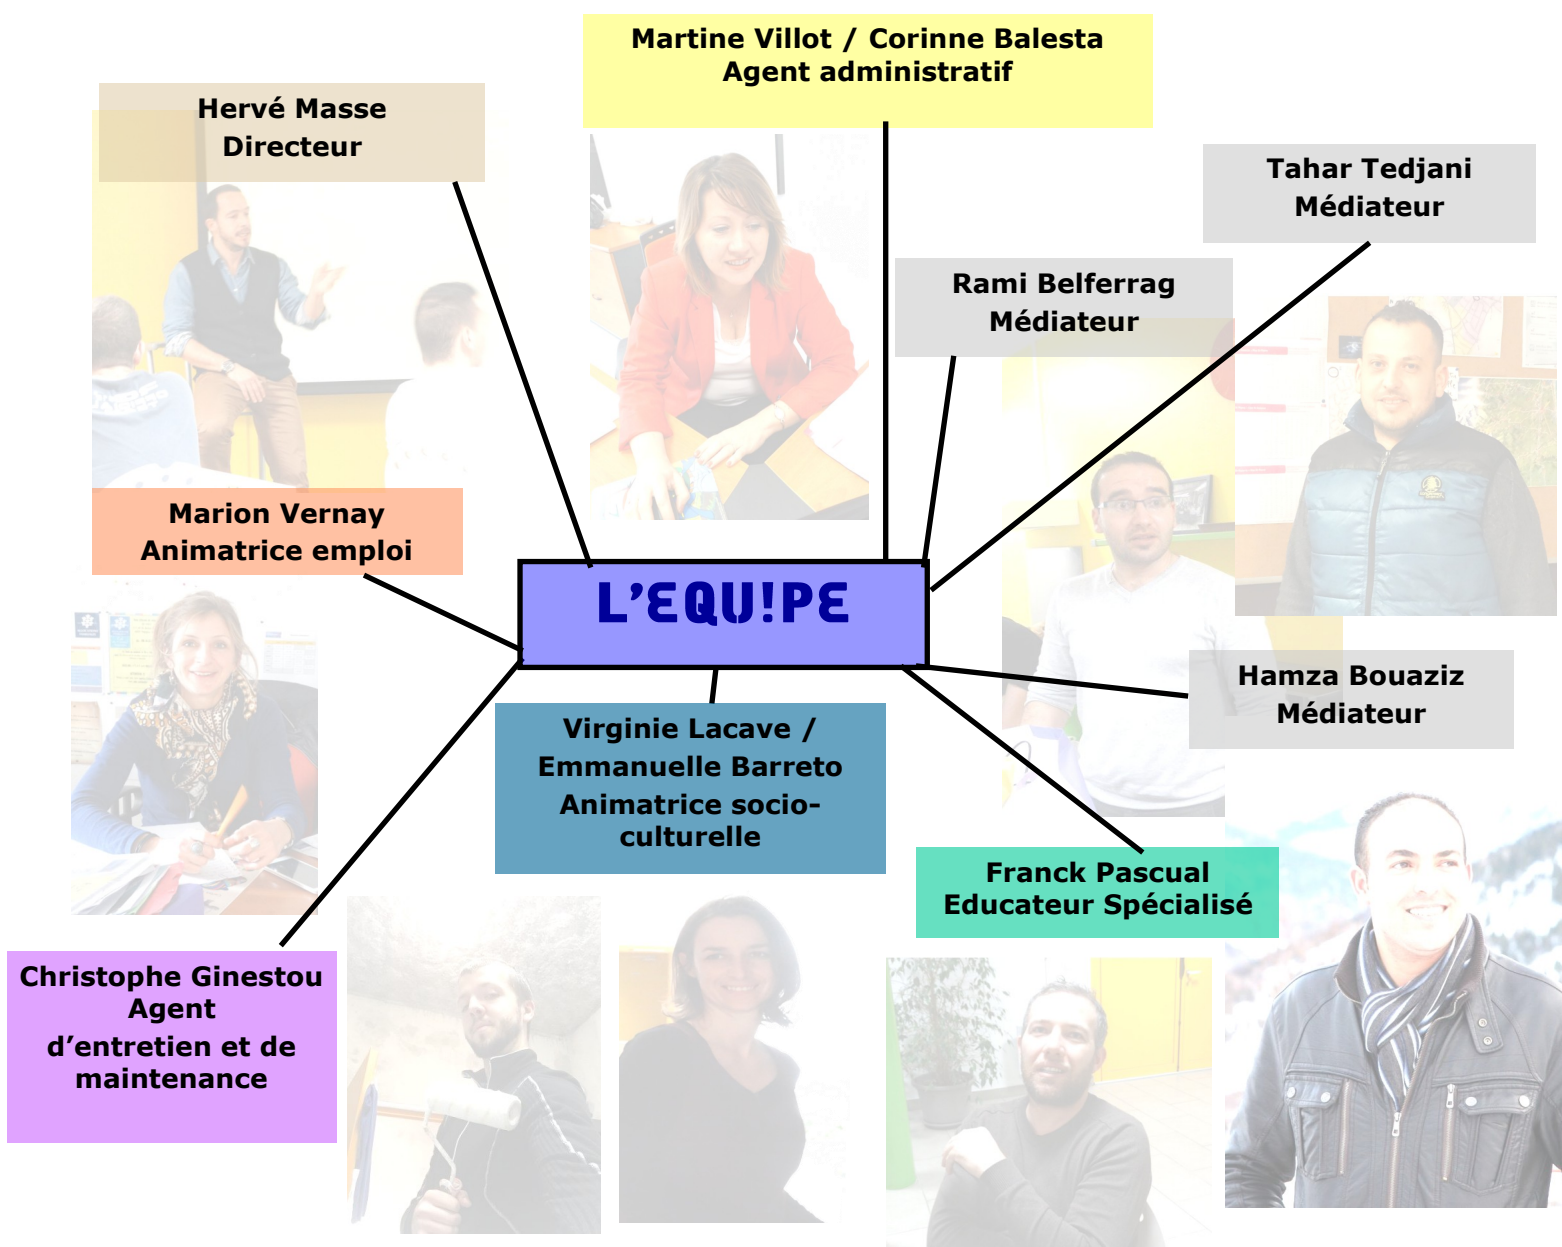 Martine Villot / Corinne Balesta
Agent administratif
Hervé Masse
Directeur
Tahar Tedjani
Médiateur
Rami Belferrag
Médiateur
Marion Vernay
Animatrice emploi
L'EQU!PE
Hamza Bouaziz
Médiateur
Virginie Lacave /
Emmanuelle Barreto
Animatrice socio-
culturelle
Franck Pascual
Educateur Spécialisé
Christophe Ginestou
Agent
d’entretien et de
maintenance